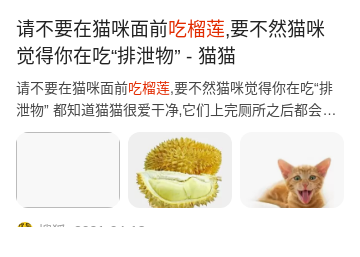 请不要在猫咪面前吃榴莲,要不然猫咪
觉得你在吃“排泄物” - 猫猫
请不要在猫咪面前吃榴莲,要不然猫咪觉得你在吃“排
泄物” 都知道猫猫很爱干净,它们上完厕所之后都会…